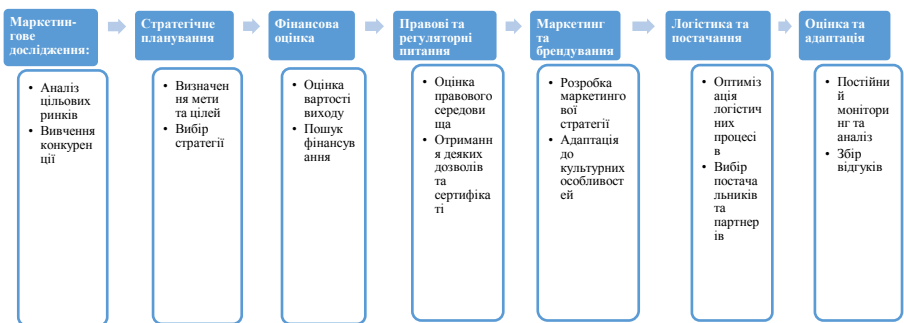 Маркетин-
гове
дослідження:
• Аналіз
цільових
ринків
• Вивчення
конкурен
ції
Стратегічне
планування
• Визначен
ня мети
та цілей
• Вибір
стратегії
Фінансова
оцінка
• Оцінка
вартості
виходу
• Пошук
фінансув
ання
Правові та
регуляторні
питання
• Оцінка
правового
середови
ща
• Отриманн
я деяких
дозволів
та
сертифіка
ті
Маркетинг
та
брендування
• Розробка
маркетинго
вої
стратегії
• Адаптація
до
культурних
особливост
ей
Логістика та
постачання
• Оптиміз
ація
логістич
них
процесі
в
• Вибір
постача
льників
та
партнер
ів
Оцінка та
адаптація
• Постійни
й
монітори
нг та
аналіз
• Збір
відгуків